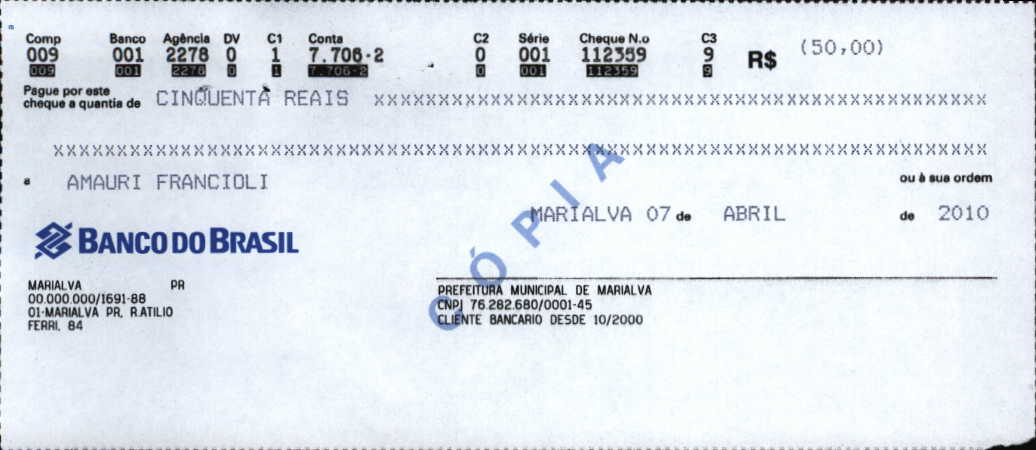 Comp Banco Agência DV C1 Conta C2 Série Cheque N.o C3
009 001 2278 0 1 7.706-2 0 001 112359 9 R$ (50,00)
009 001 2278 0 1 7.706-2 0 001 112359 9
Pague por este
cheque a quantia de CINQUENTA REAIS xxxxxxxxxxxxxxxxxxxxxxxxxxxxxxxxxxxxxxxxxxxxxxxxxxxxxxxx
xxxxxxxxxxxxxxxxxxxxxxxxxxxxxxxxxxxxxxxxxxxxxxxxxxxxxxxxxxxxxxxxxxxxxxxxxxxxxxxxxxxxxx
a AMAURI FRANCIOLI ou à sua ordem
MARIALVA 07 de ABRIL de 2010
CÓPIA
BANCO DO BRASIL
MARIALVA PR
00.000.000/1691-88
01-MARIALVA PR, R.ATILIO
FERRI, 84
PREFEITURA MUNICIPAL DE MARIALVA
CNPJ 76.282.680/0001-45
CLIENTE BANCARIO DESDE 10/2000